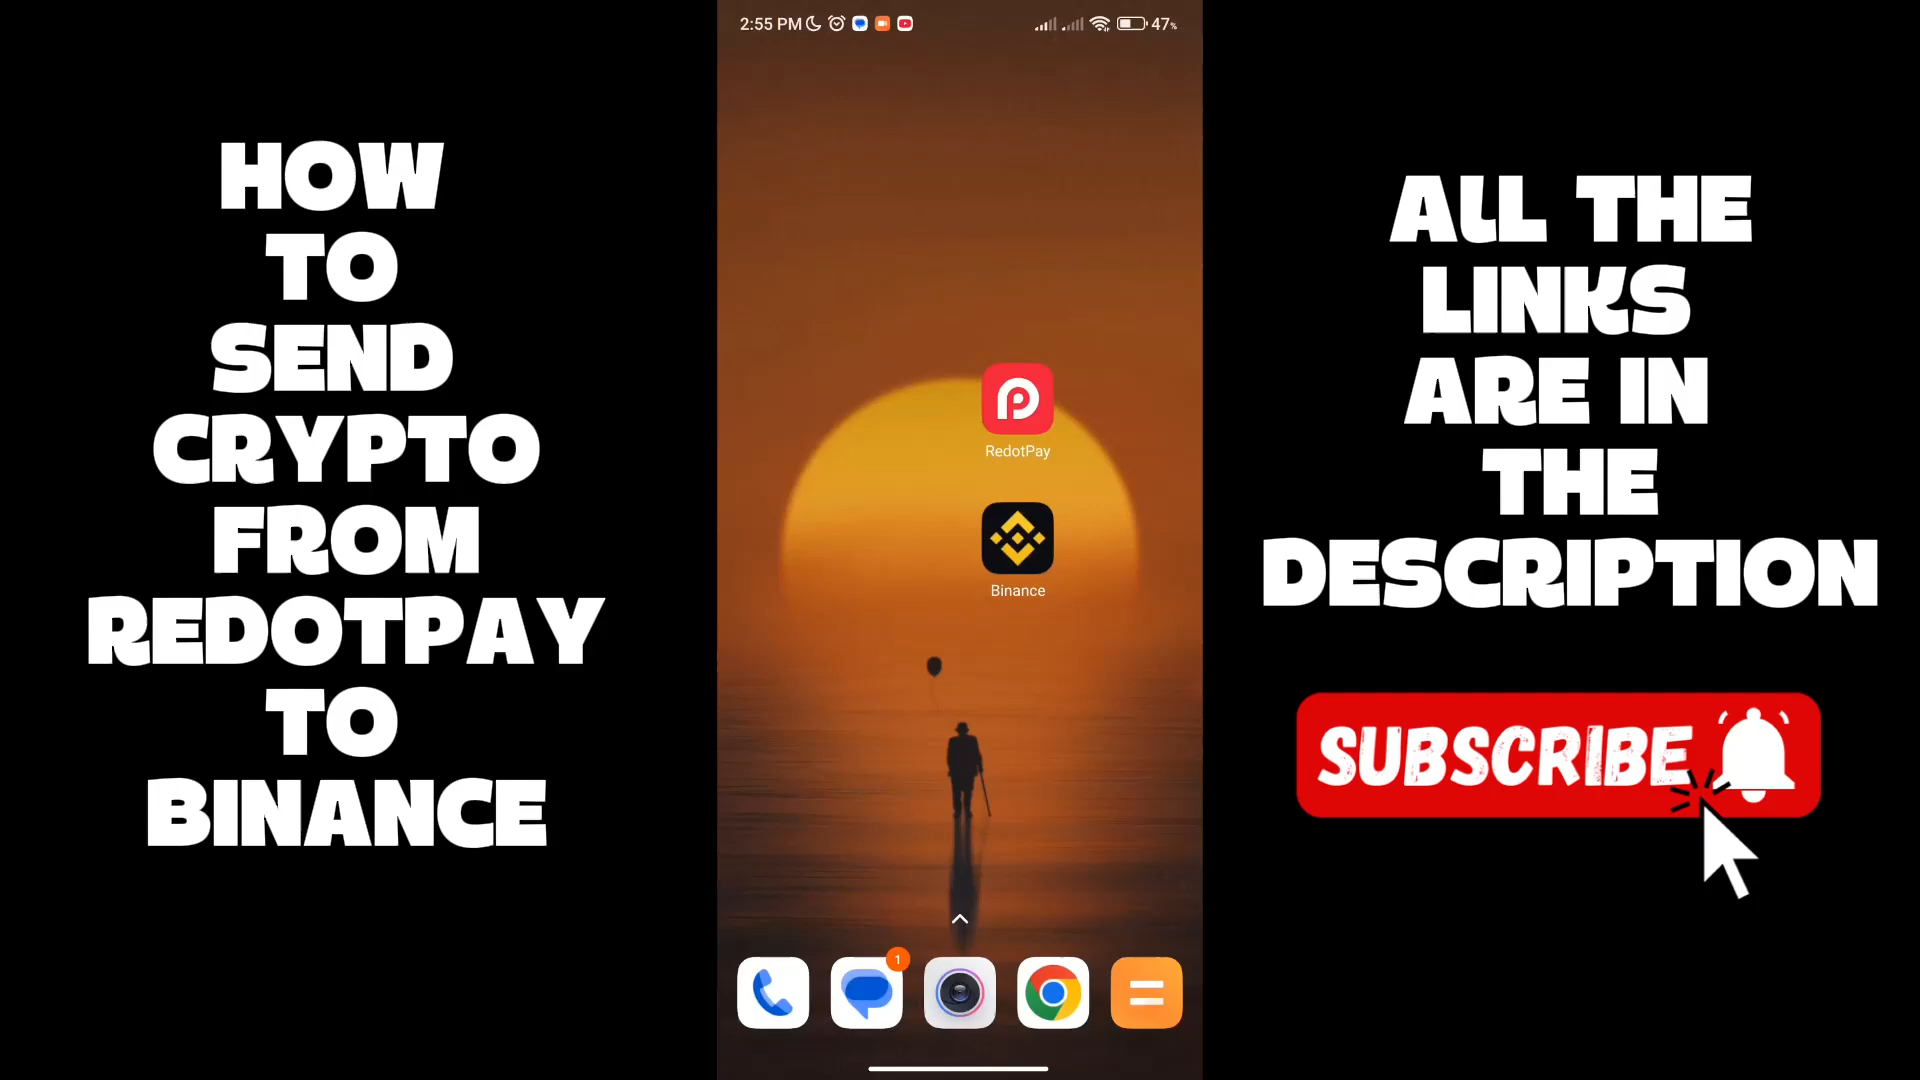 HOW
TO
SEND
CRYPTO
FROM
REDOTPAY
TO
BINANCE
2:55 PM
47%
RedotPay
Binance
1
ALL THE
LINKS
ARE IN
THE
DESCRIPTION
SUBSCRIBE